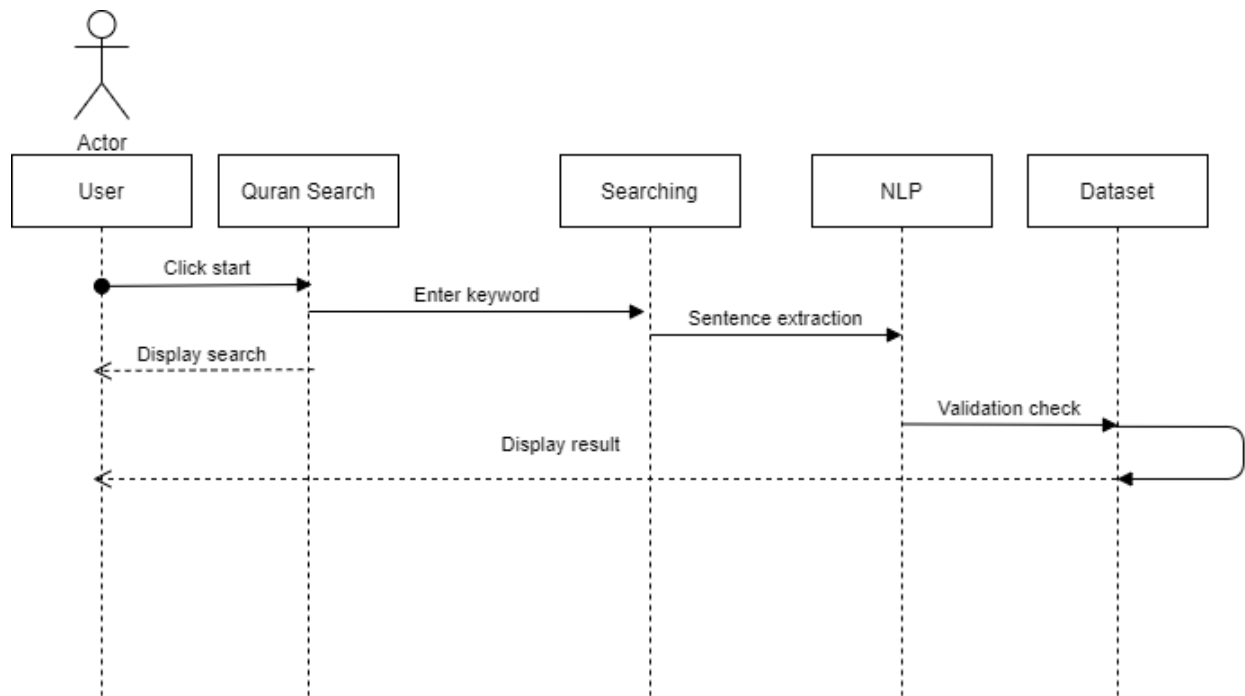 Actor
User
Quran Search
Searching
NLP
Dataset
Click start
Enter keyword
Sentence extraction
Display search
Validation check
Display result